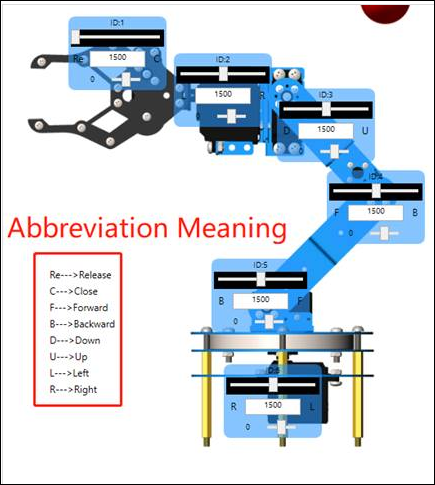 ID:1
Re 1500 C
0
ID:2
L 1500 R
0
ID:3
D 1500 U
0
ID:4
F 1500 B
0
Abbreviation Meaning
Re--->Release
C--->Close
F--->Forward
B--->Backward
D--->Down
U--->Up
L--->Left
R--->Right
ID:5
B 1500 F
0
ID:6
R 1500 L
0